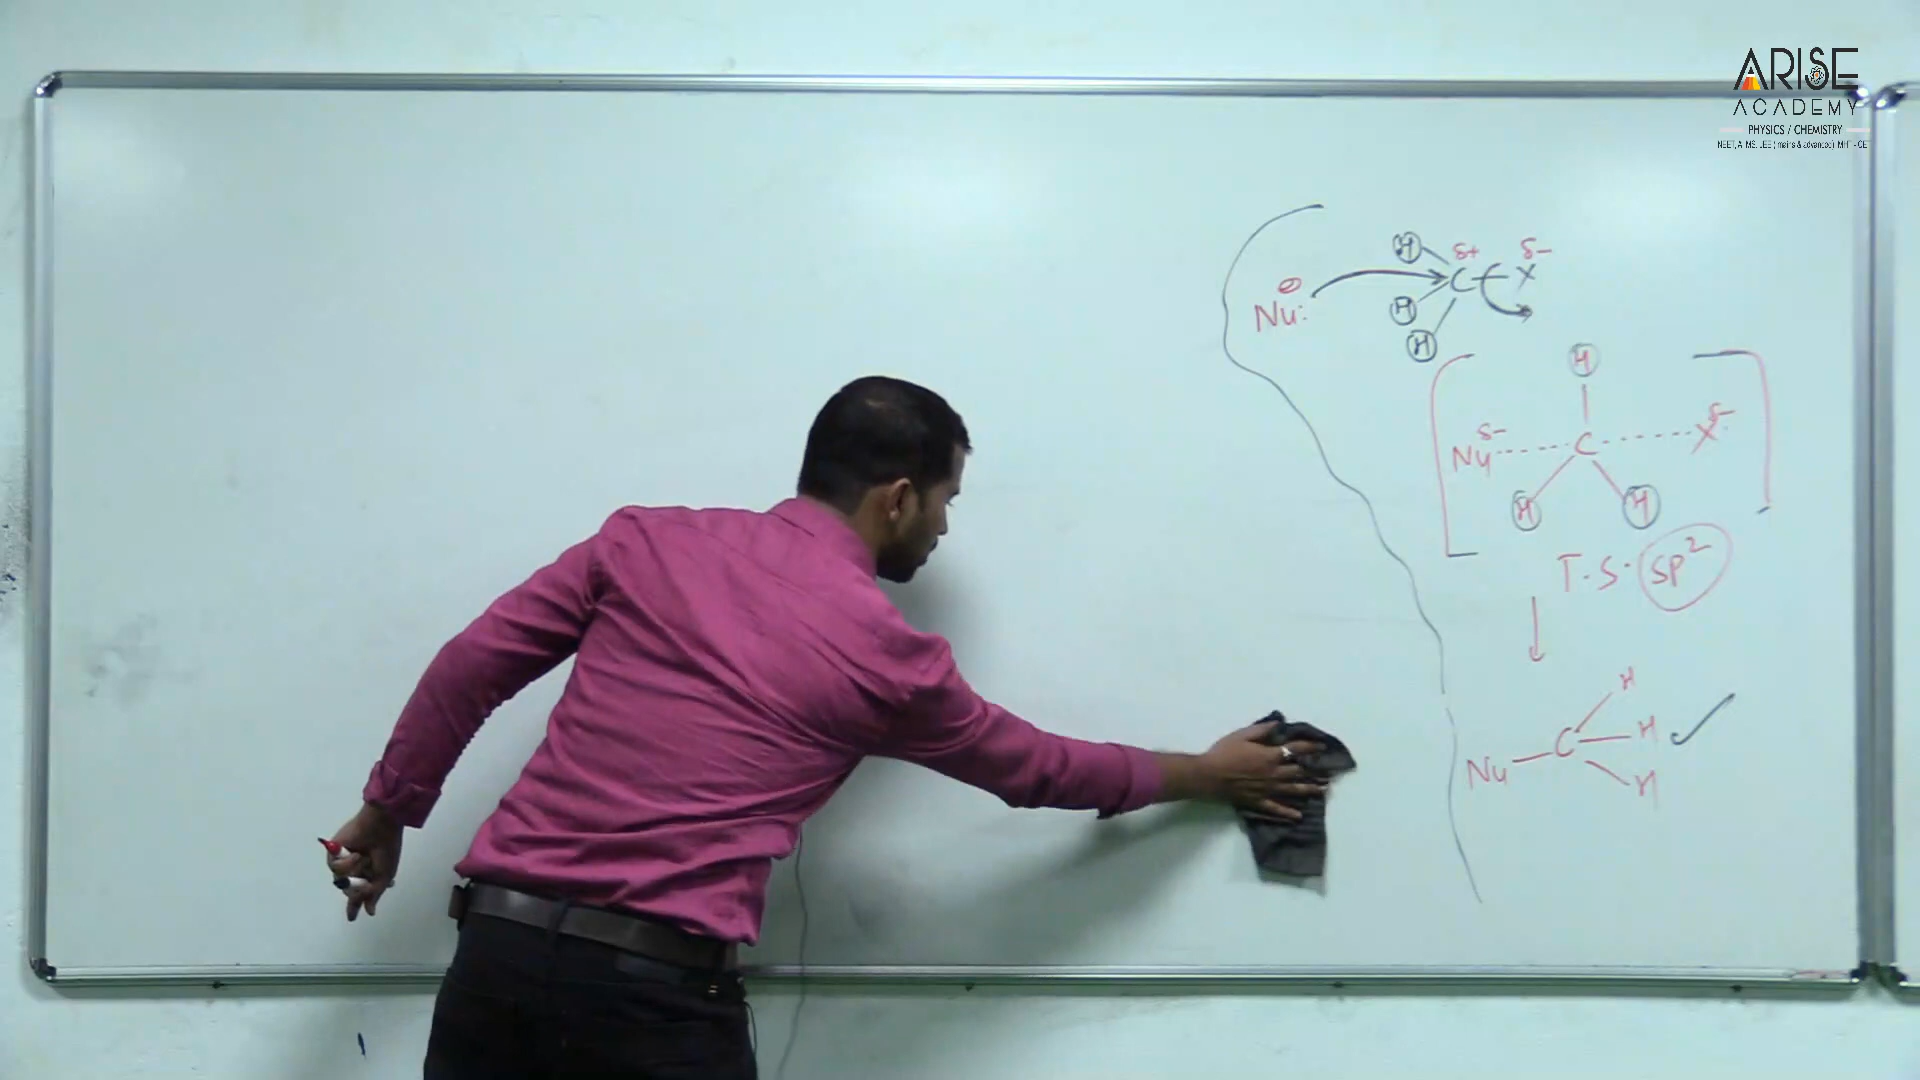 ARISE
ACADEMY
PHYSICS / CHEMISTRY
H δ+ δ-
Nu: ⊖ C - X
H
H
H
δ- δ-
Nu ----- C ----- X
H H
T.S. SP²
↓
H
Nu - C - H ✓
H